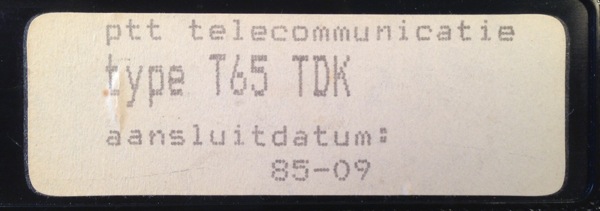 ptt telecommunicatie
type T65 TDK
aansluitdatum:
85-09